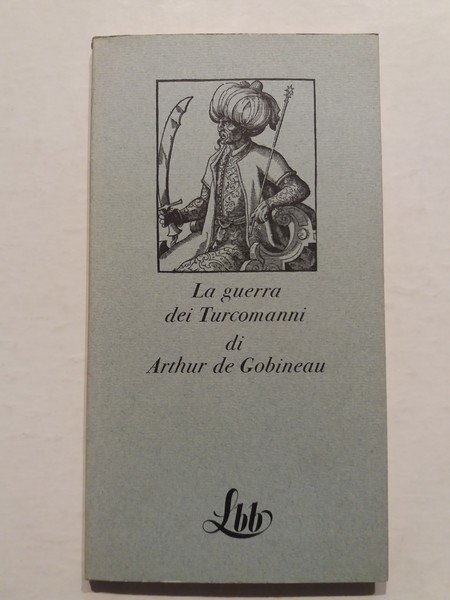 La guerra
dei Turcomanni
di
Arthur de Gobineau
Lbb